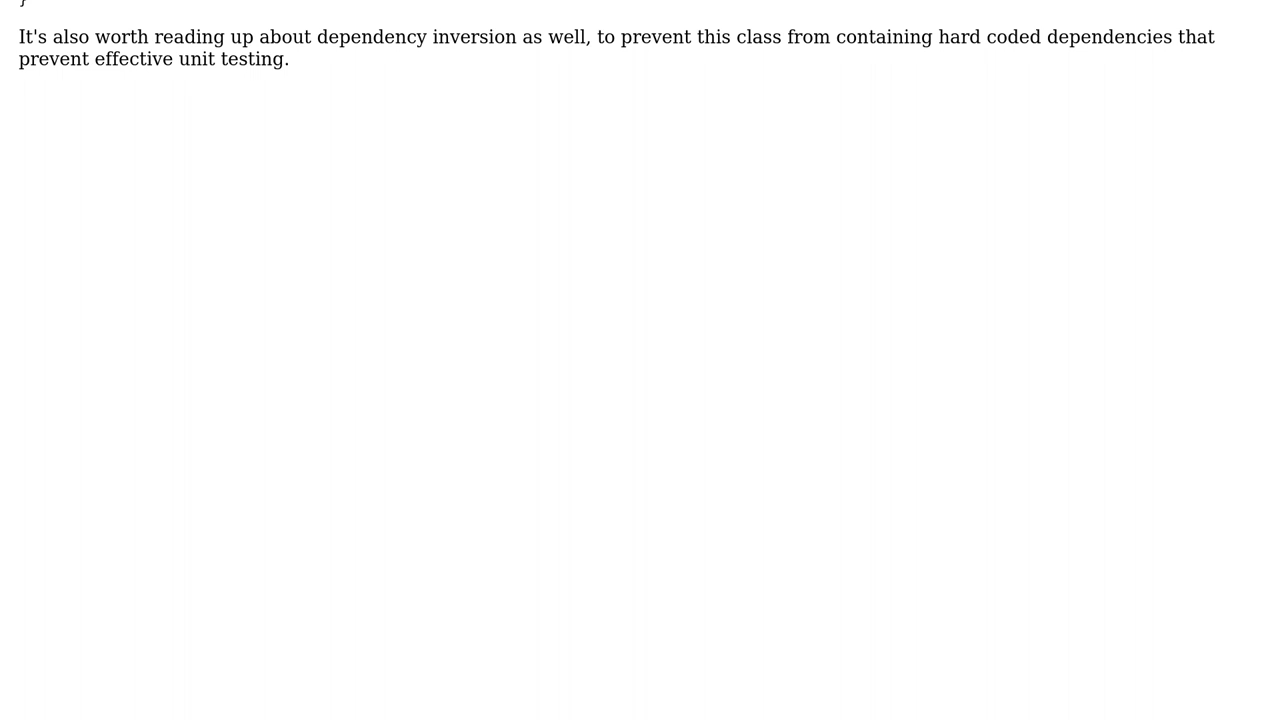 }
It's also worth reading up about dependency inversion as well, to prevent this class from containing hard coded dependencies that
prevent effective unit testing.